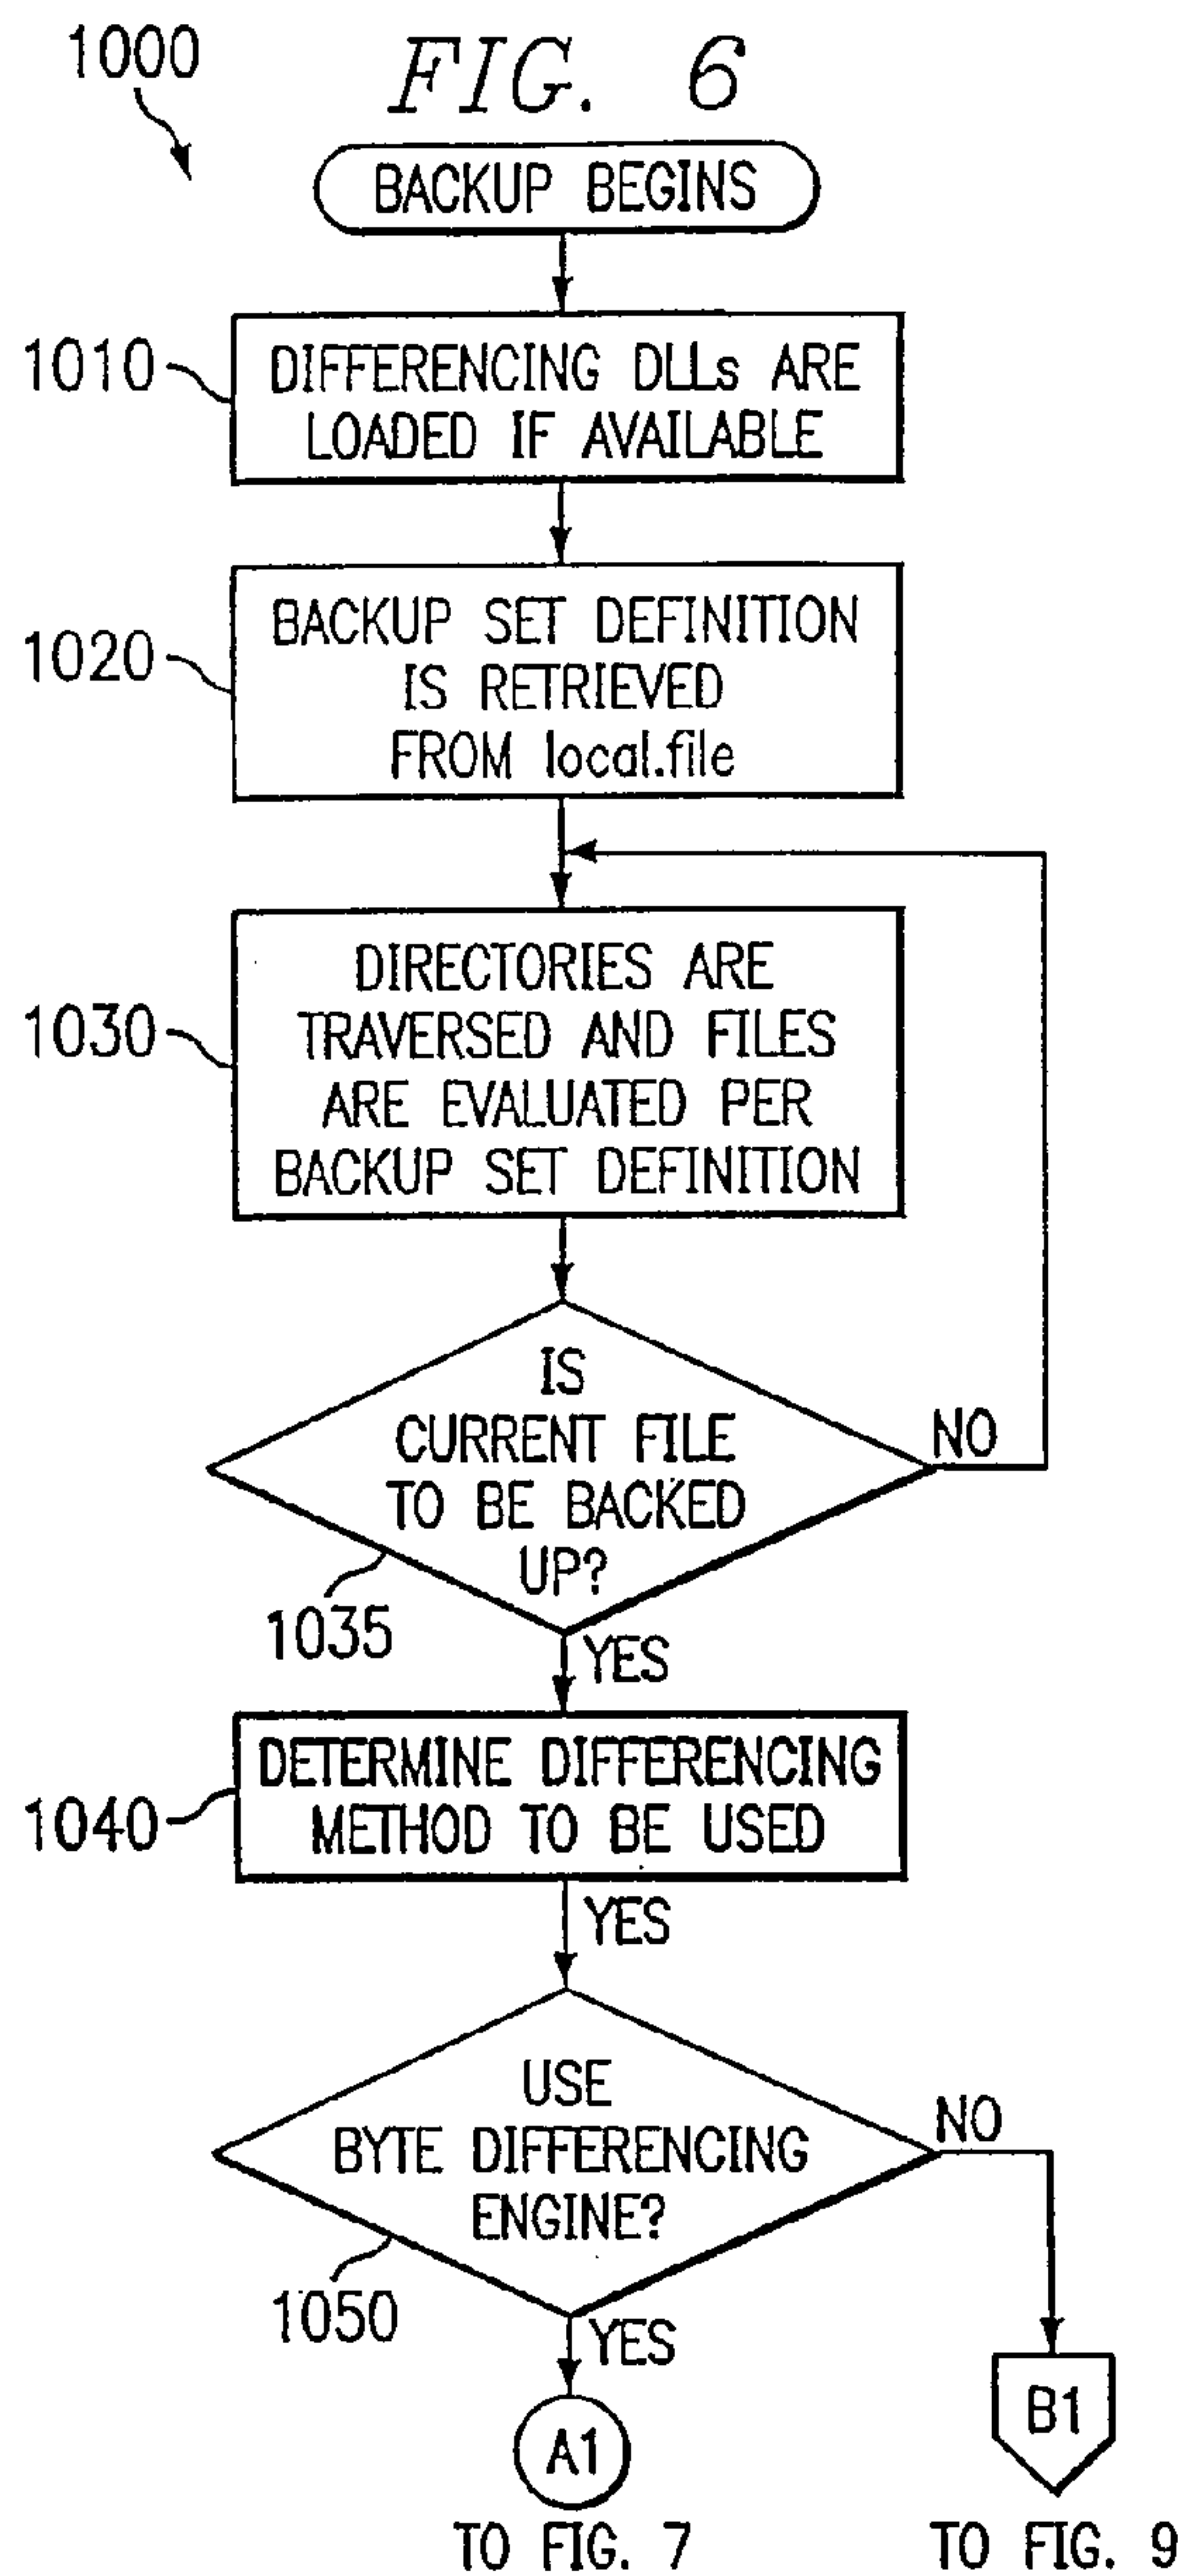 1000
FIG. 6
BACKUP BEGINS
1010
DIFFERENCING DLLs ARE
LOADED IF AVAILABLE
1020
BACKUP SET DEFINITION
IS RETRIEVED
FROM local.file
1030
DIRECTORIES ARE
TRAVERSED AND FILES
ARE EVALUATED PER
BACKUP SET DEFINITION
IS
CURRENT FILE
TO BE BACKED
UP?
NO
1035
YES
1040
DETERMINE DIFFERENCING
METHOD TO BE USED
YES
USE
BYTE DIFFERENCING
ENGINE?
NO
1050
YES
A1
B1
TO FIG. 7
TO FIG. 9